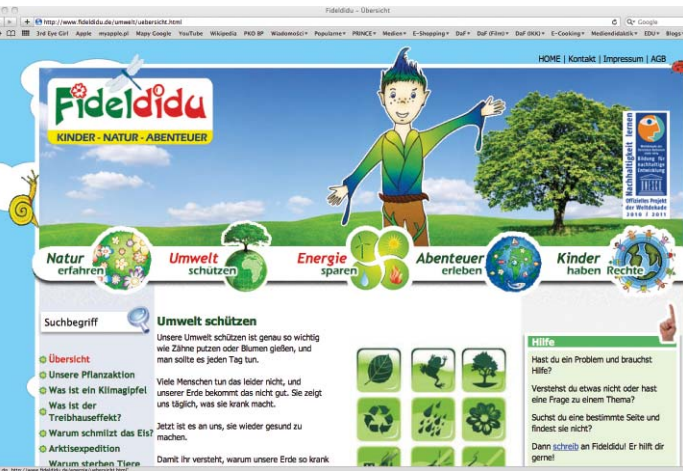 Fideldidu – Übersicht
http://www.fideldidu.de/umwelt/uebersicht.html
Google
3rd Eye Girl Apple myapple.pl Mapy Google YouTube Wikipedia PKO BP Wiadomości Popularne PRINCE Medien E-Shopping DaF DaF (Film) DaF (IKK) E-Cooking Mediendidaktik EDU Blogs
HOME | Kontakt | Impressum | AGB
Fideldidu
KINDER - NATUR - ABENTEUER
Nachhaltigkeit lernen
Bildung für
nachhaltige
Entwicklung
UNESCO
Offizielles Projekt
der Weltdekade
2010 / 2011
Natur
erfahren
Umwelt
schützen
Energie
sparen
Abenteuer
erleben
Kinder
haben Rechte
Suchbegriff
Übersicht
Unsere Pflanzaktion
Was ist ein Klimagipfel
Was ist der
Treibhauseffekt?
Warum schmilzt das Eis?
Arktisexpedition
Warum sterben Tiere
Umwelt schützen
Unsere Umwelt schützen ist genau so wichtig
wie Zähne putzen oder Blumen gießen, und
man sollte es jeden Tag tun.
Viele Menschen tun das leider nicht, und
unserer Erde bekommt das nicht gut. Sie zeigt
uns täglich, was sie krank macht.
Jetzt ist es an uns, sie wieder gesund zu
machen.
Damit ihr versteht, warum unsere Erde so krank
Hilfe
Hast du ein Problem und brauchst
Hilfe?
Verstehst du etwas nicht oder hast
eine Frage zu einem Thema?
Suchst du eine bestimmte Seite und
findest sie nicht?
Dann schreib an Fideldidu! Er hilft dir
gerne!